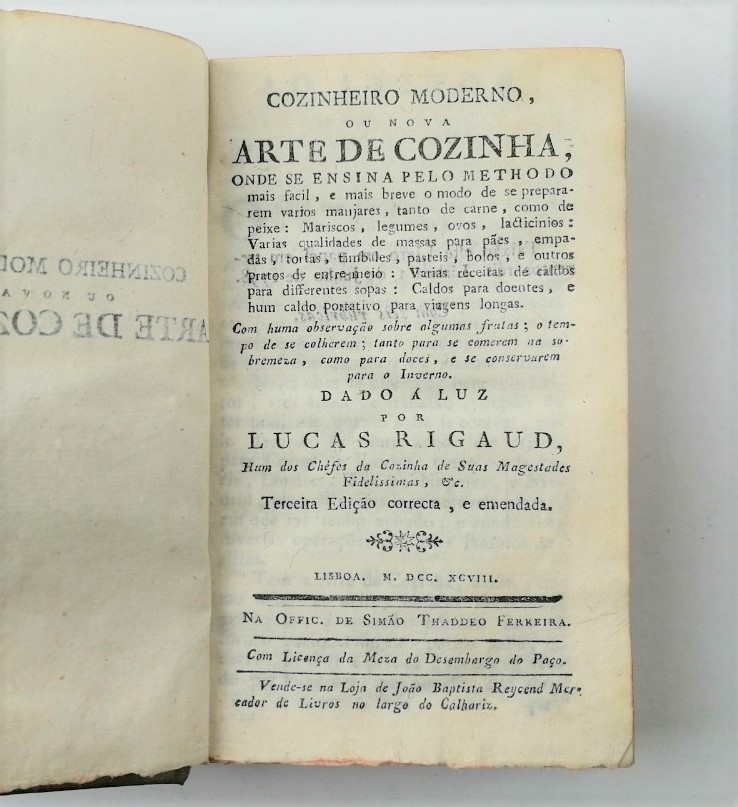 COZINHEIRO MODERNO,
OU NOVA
ARTE DE COZINHA,
ONDE SE ENSINA PELO METHODO
mais facil, e mais breve o modo de se prepara-
rem varios manjares, tanto de carne, como de
peixe: Mariscos, legumes, ovos, lacticinios:
Varias qualidades de massas para pães, empa-
das, tortas, timbales, pasteis, bolos, e outros
pratos de entremeio: Varias receitas de caldos
para differentes sopas: Caldos para doentes, e
hum caldo portativo para viagens longas.
Com huma observação sobre algumas frutas; o tem-
po de se colherem; tanto para se comerem na so-
bremeza, como para doces, e se conservarem
para o Inverno.
DADO Á LUZ
POR
LUCAS RIGAUD,
Hum dos Chéfes da Cozinha de Suas Magestades
Fidelissimas, &c.
Terceira Edição correcta, e emendada.
LISBOA. M. DCC. XCVIII.
NA OFFIC. DE SIMÃO THADDEO FERREIRA.
Com Licença da Meza do Desembargo do Paço.
Vende-se na Loja de João Baptista Reycend Mer-
cador de Livros no largo do Calhariz.